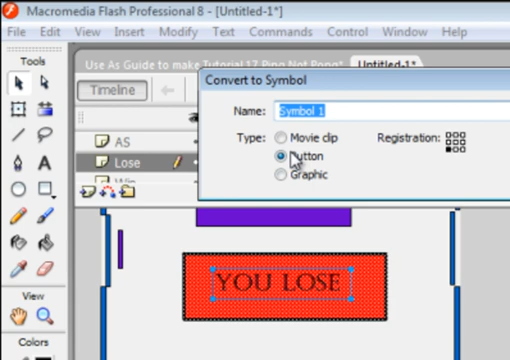 Macromedia Flash Professional 8 - [Untitled-1*]
File Edit View Insert Modify Text Commands Control Window
Tools
Use As Guide to make Tutorial 17 Ping Not Pong* Untitled-1*
Timeline
Convert to Symbol
Name: Symbol 1
Type: Movie clip Registration:
Button
Graphic
AS
Lose
Win
A
View
Colors
YOU LOSE